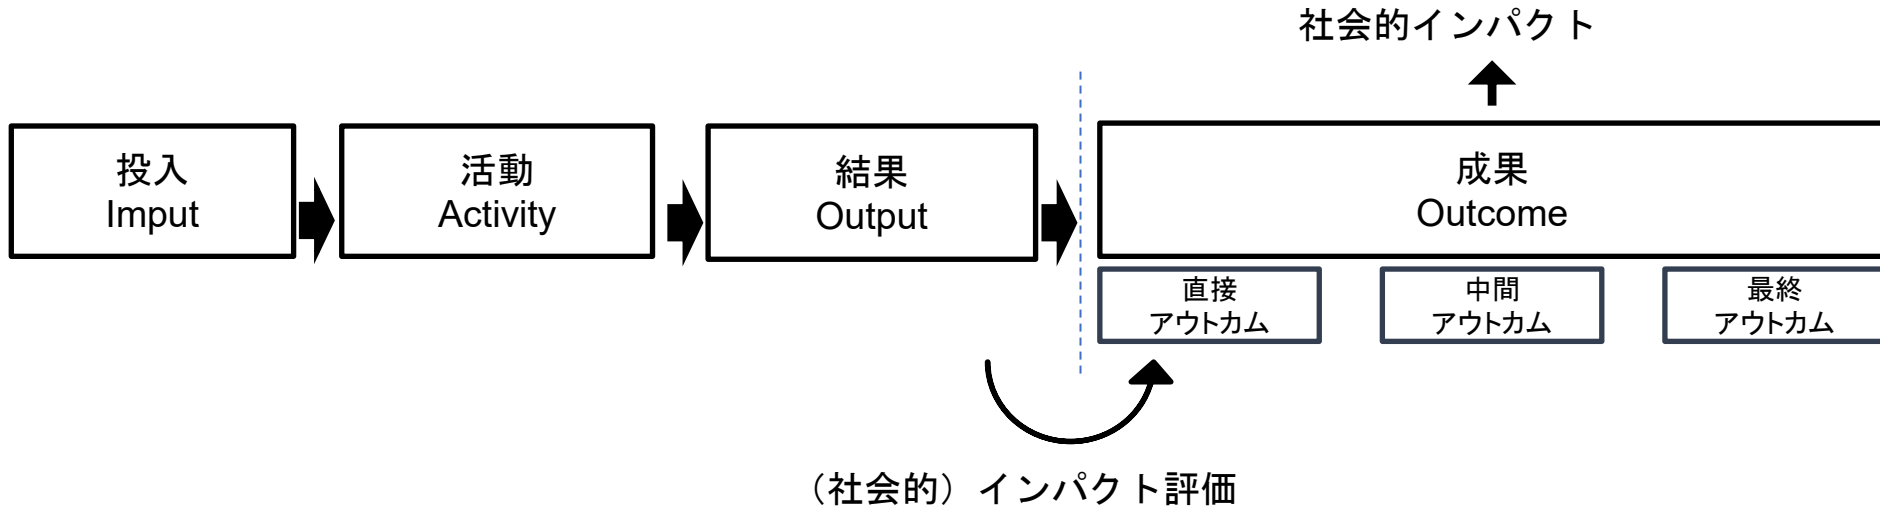 社会的インパクト
投入
Imput
活動
Activity
結果
Output
成果
Outcome
直接
アウトカム
中間
アウトカム
最終
アウトカム
（社会的）インパクト評価